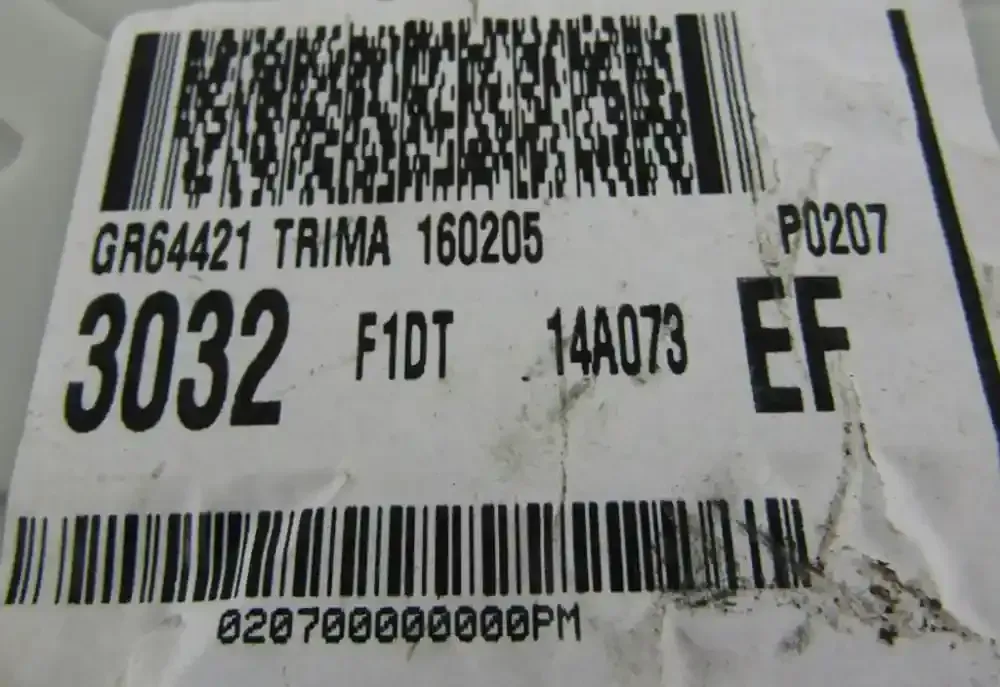 GR64421 TRIMA 160205 P0207
3032 F1DT 14A073 EF
020700000000PM